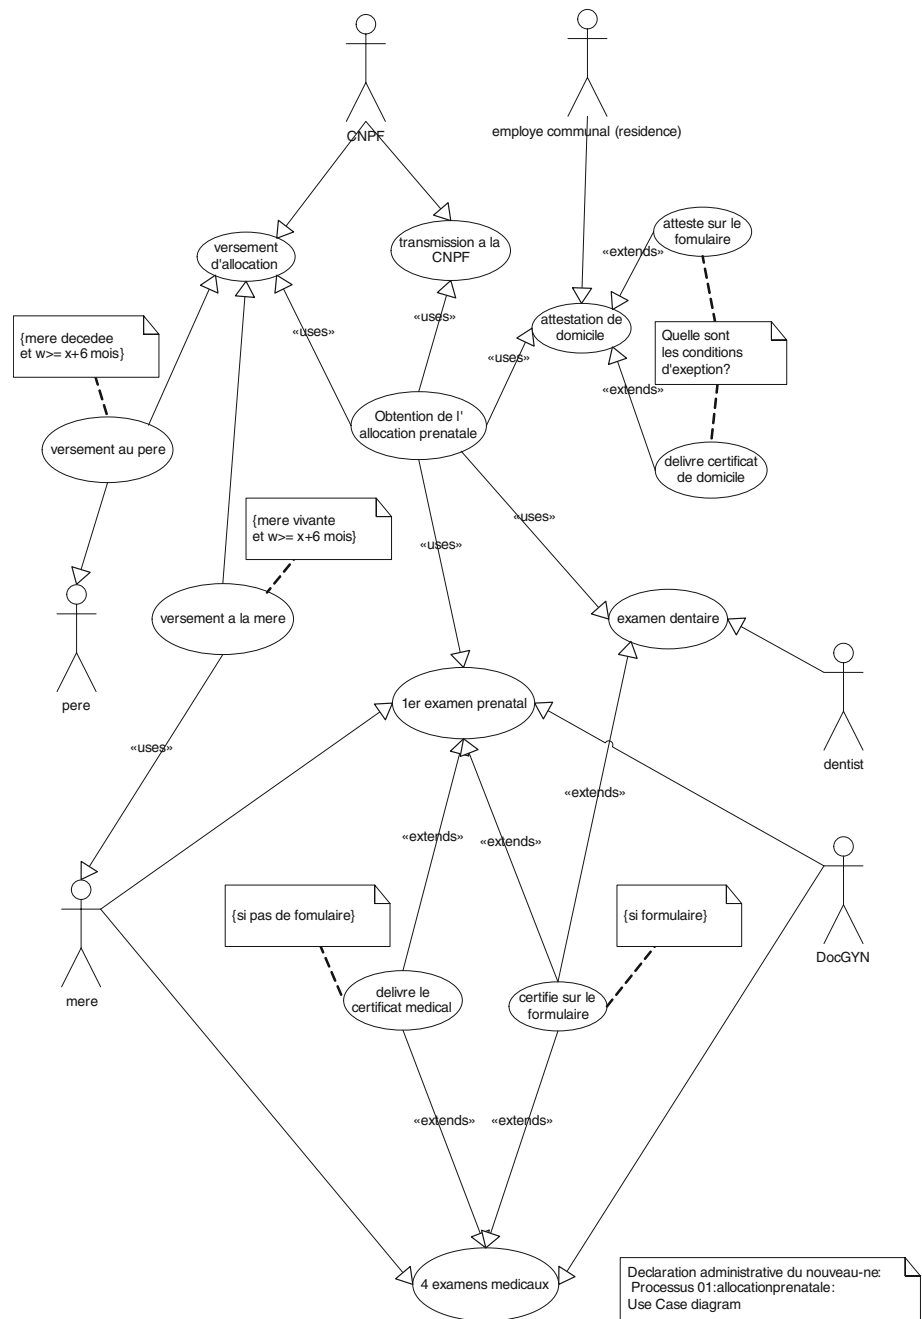 CNPF
employe communal (residence)
versement
d'allocation
transmission a la
CNPF
atteste sur le
fomulaire
«extends»
attestation de
domicile
{mere decedee
et w>= x+6 mois}
«uses»
«uses»
«uses»
Quelle sont
les conditions
d'exeption?
«extends»
Obtention de l'
allocation prenatale
versement au pere
delivre certificat
de domicile
{mere vivante
et w>= x+6 mois}
«uses»
«uses»
versement a la mere
examen dentaire
pere
1er examen prenatal
«uses»
dentist
«extends»
«extends»
«extends»
{si pas de fomulaire}
{si formulaire}
DocGYN
mere
delivre le
certificat medical
certifie sur le
formulaire
«extends»
«extends»
4 examens medicaux
Declaration administrative du nouveau-ne:
Processus 01:allocationprenatale:
Use Case diagram